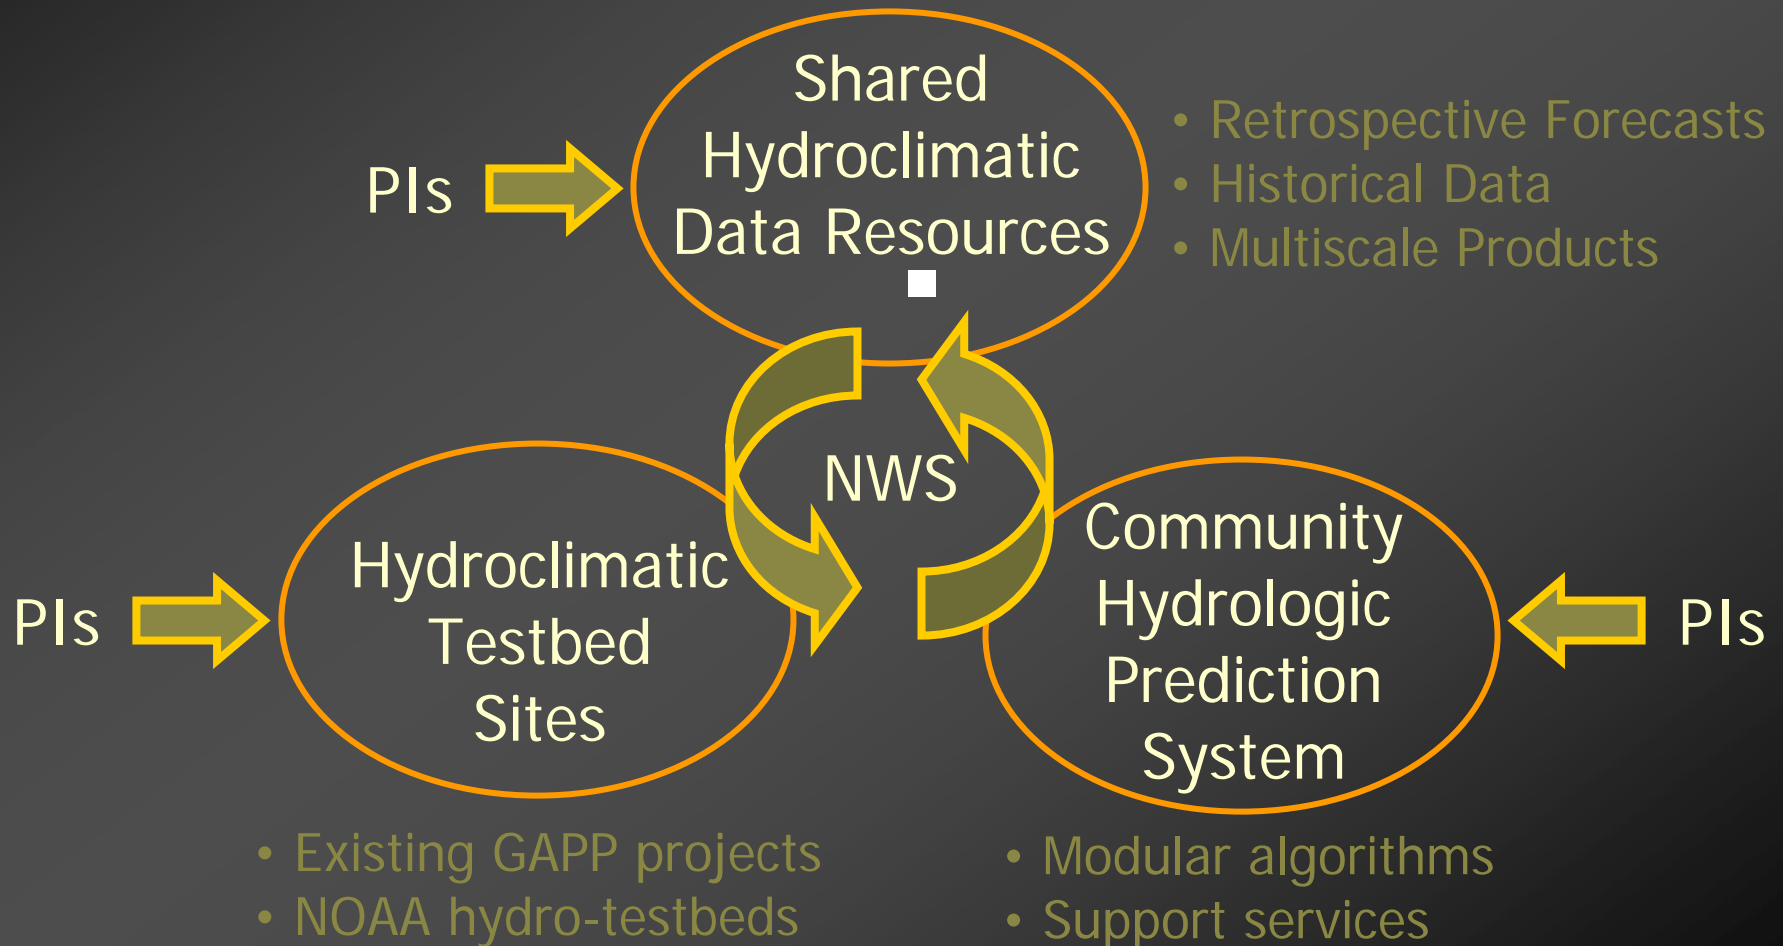 Shared
Hydroclimatic
Data Resources
PIs
• Retrospective Forecasts
• Historical Data
• Multiscale Products
NWS
Hydroclimatic
Testbed
Sites
PIs
Community
Hydrologic
Prediction
System
PIs
• Existing GAPP projects
• NOAA hydro-testbeds
• Modular algorithms
• Support services